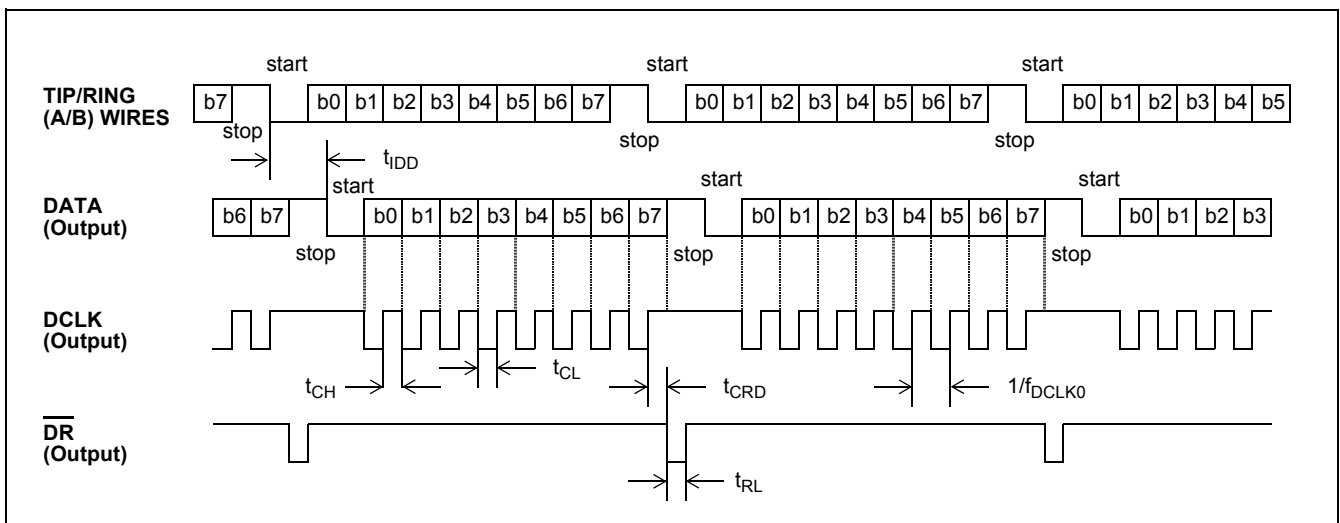 start start start
TIP/RING (A/B) WIRES
b7 b0 b1 b2 b3 b4 b5 b6 b7 b0 b1 b2 b3 b4 b5 b6 b7 b0 b1 b2 b3 b4 b5
stop stop stop
tIDD
start start start
DATA (Output)
b6 b7 b0 b1 b2 b3 b4 b5 b6 b7 b0 b1 b2 b3 b4 b5 b6 b7 b0 b1 b2 b3
stop stop stop
DCLK (Output)
tCH tCL tCRD 1/fDCLK0
DR (Output)
tRL